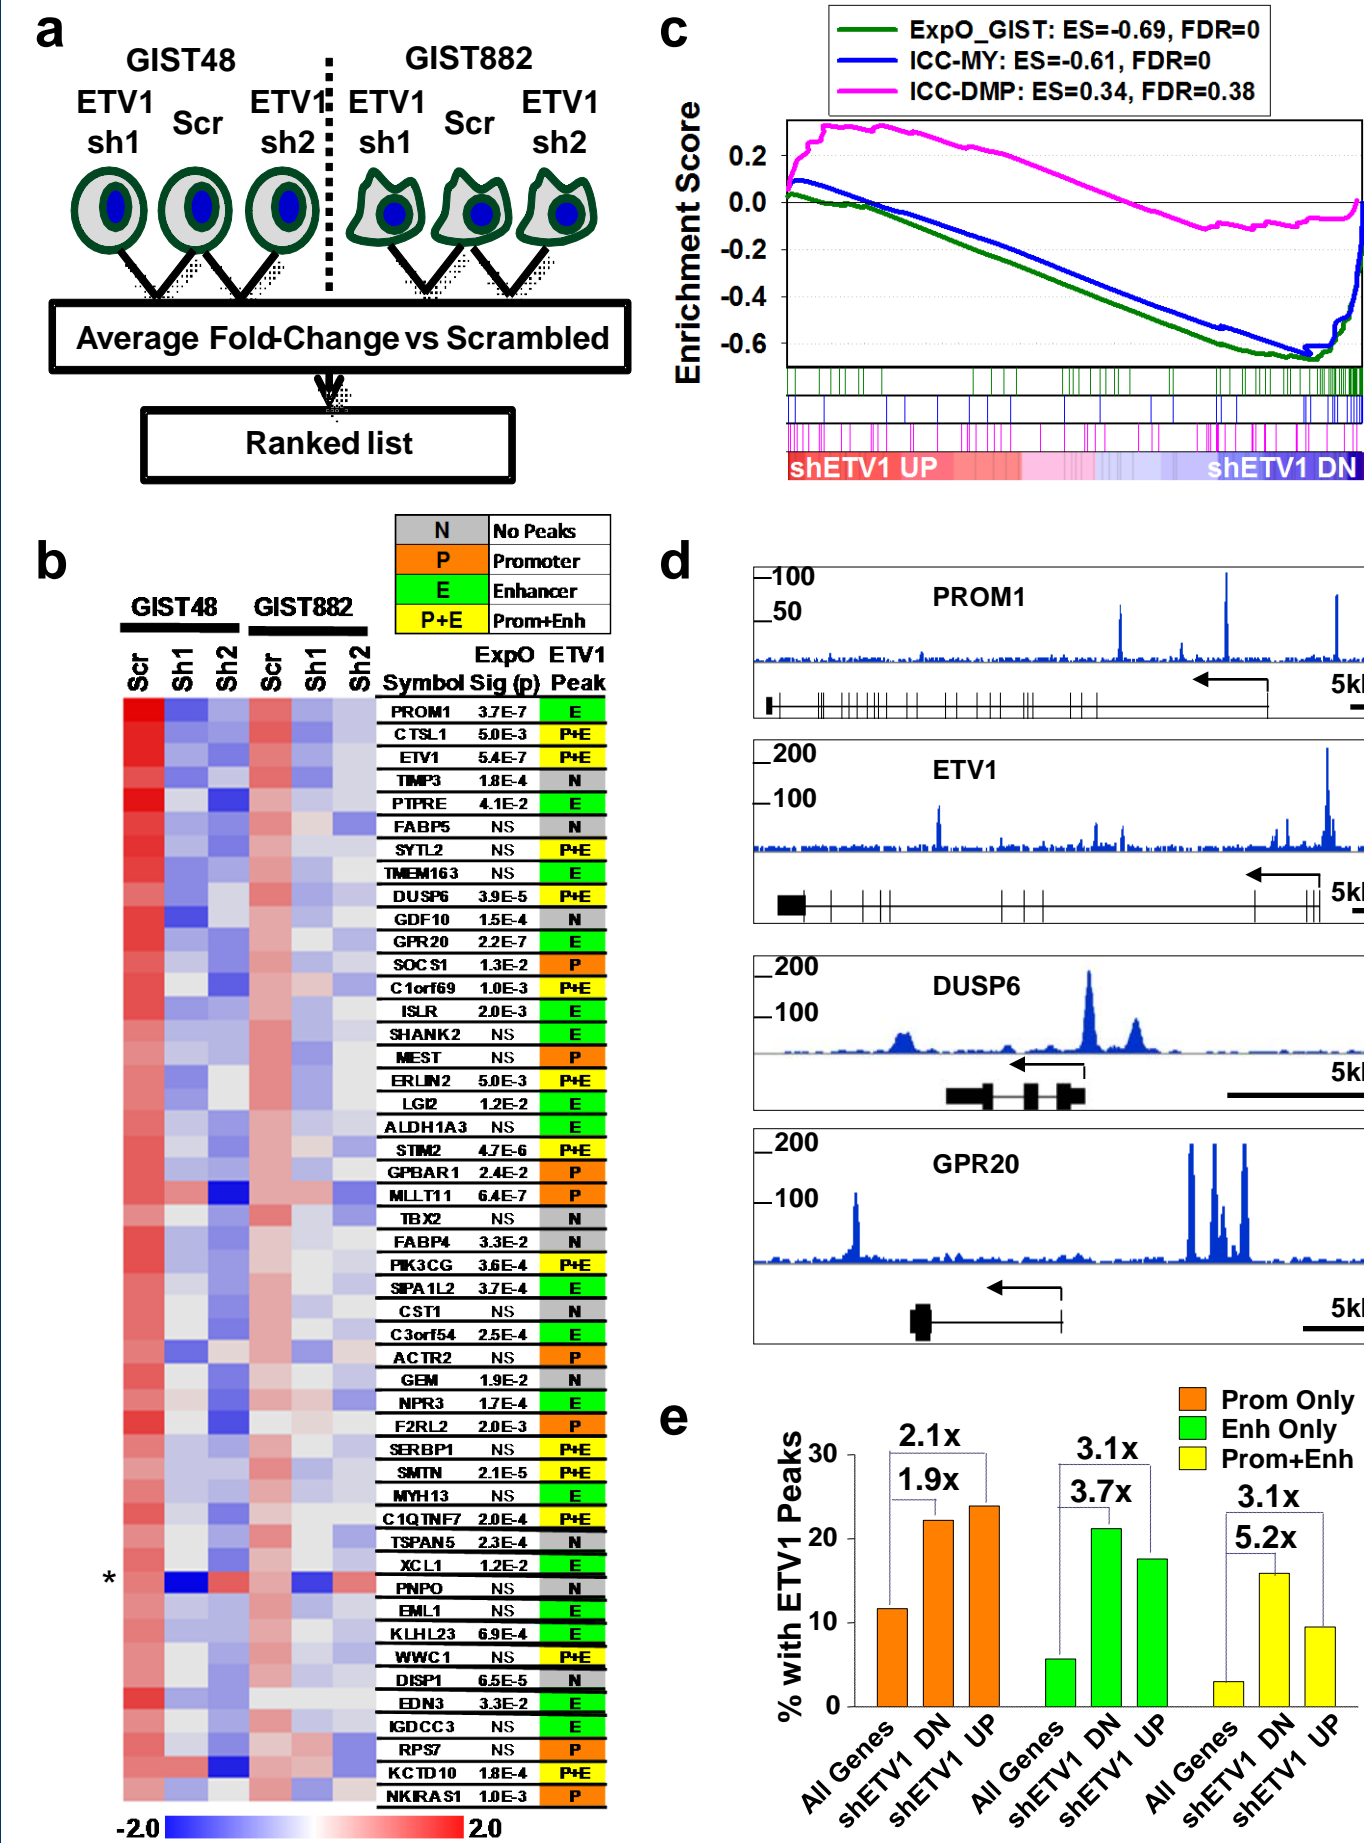 a
GIST48
GIST882
ETV1 sh1
Scr
ETV1 sh2
ETV1 sh1
Scr
ETV1 sh2
Average Fold-Change vs Scrambled
Ranked list
b
N No Peaks
P Promoter
E Enhancer
P+E Prom+Enh
GIST48 GIST882
Scr Sh1 Sh2 Scr Sh1 Sh2
Symbol ExpO Sig (p) ETV1 Peak
PROM1 3.7E-7 E
CTSL1 5.0E-3 P+E
ETV1 5.4E-7 P+E
TIMP3 1.8E-4 N
PTPRE 4.1E-2 E
FABP5 NS N
SYTL2 NS P+E
TMEM163 NS E
DUSP6 3.9E-5 P+E
GDF10 1.5E-4 N
GPR20 2.2E-7 E
SOCS1 1.3E-2 P
C1orf69 1.0E-3 P+E
ISLR 2.0E-3 E
SHANK2 NS E
MEST NS P
ERLIN2 5.0E-3 P+E
LGI2 1.2E-2 E
ALDH1A3 NS E
STIM2 4.7E-6 P+E
GPBAR1 2.4E-2 P
MLLT11 6.4E-7 P
TBX2 NS N
FABP4 3.3E-2 N
PIK3CG 3.6E-4 P+E
SIPA1L2 3.7E-4 E
CST1 NS N
C3orf54 2.5E-4 E
ACTR2 NS P
GEM 1.9E-2 N
NPR3 1.7E-4 E
F2RL2 2.0E-3 P
SERBP1 NS P+E
SMTN 2.1E-5 P+E
MYH13 NS E
C1QTNF7 2.0E-4 P+E
TSPAN5 2.3E-4 N
XCL1 1.2E-2 E
* PNPO NS N
EML1 NS E
KLHL23 6.9E-4 E
WWC1 NS P+E
DISP1 6.5E-5 N
EDN3 3.3E-2 E
IGDCC3 NS E
RPS7 NS P
KCTD10 1.8E-4 P+E
NKIRAS1 1.0E-3 P
-2.0 2.0
c
ExpO_GIST: ES=-0.69, FDR=0
ICC-MY: ES=-0.61, FDR=0
ICC-DMP: ES=0.34, FDR=0.38
Enrichment Score
0.2
0.0
-0.2
-0.4
-0.6
shETV1 UP shETV1 DN
d
100
50
PROM1
5k
200
100
ETV1
5k
200
100
DUSP6
5k
200
100
GPR20
5k
e
Prom Only
Enh Only
Prom+Enh
% with ETV1 Peaks
30
20
10
0
2.1x
1.9x
3.1x
3.7x
3.1x
5.2x
All Genes
shETV1 DN
shETV1 UP
All Genes
shETV1 DN
shETV1 UP
All Genes
shETV1 DN
shETV1 UP